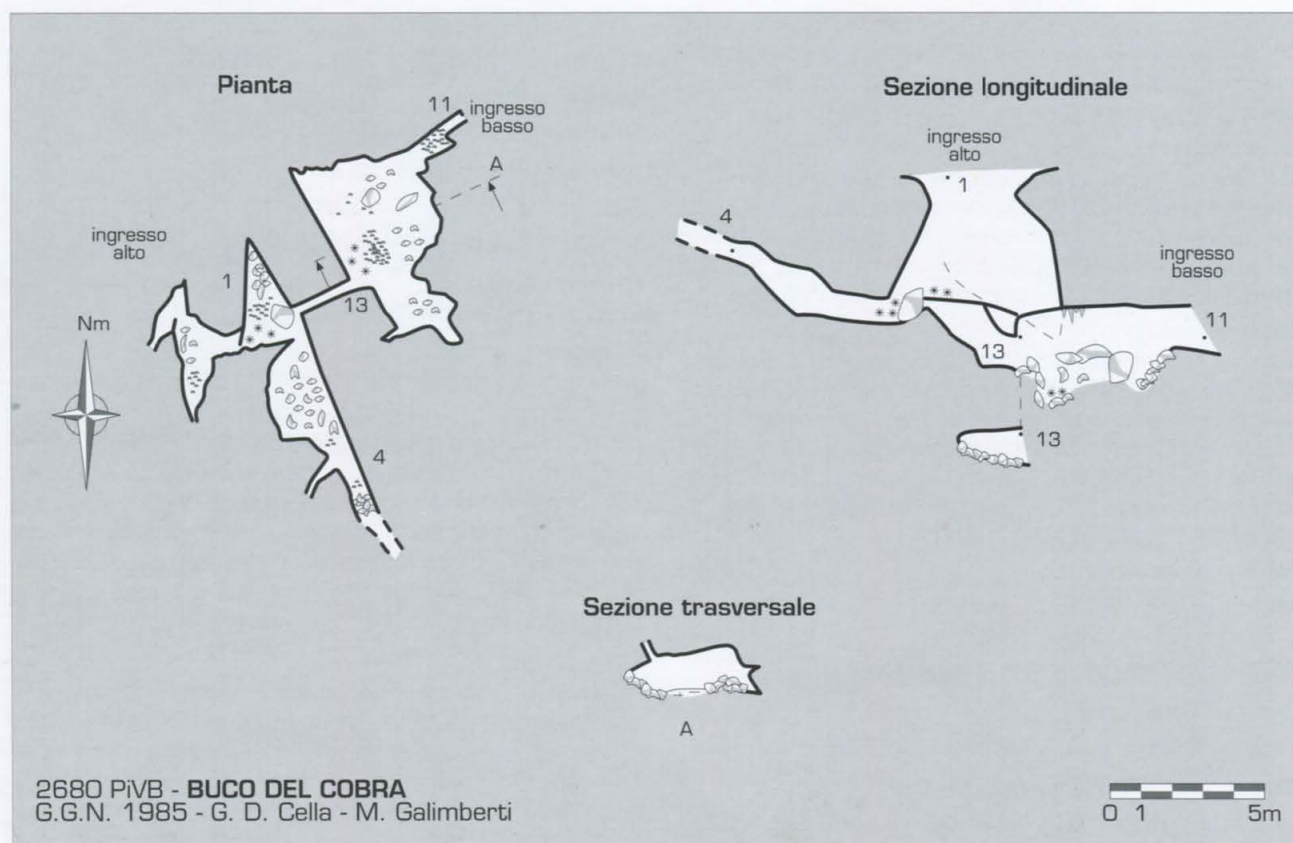 Pianta
11
ingresso
basso
A
ingresso
alto
1
13
Nm
4
Sezione longitudinale
ingresso
alto
1
4
ingresso
basso
11
13
13
Sezione trasversale
A
2680 PiVB - BUCO DEL COBRA
G.G.N. 1985 - G. D. Cella - M. Galimberti
0 1 5m